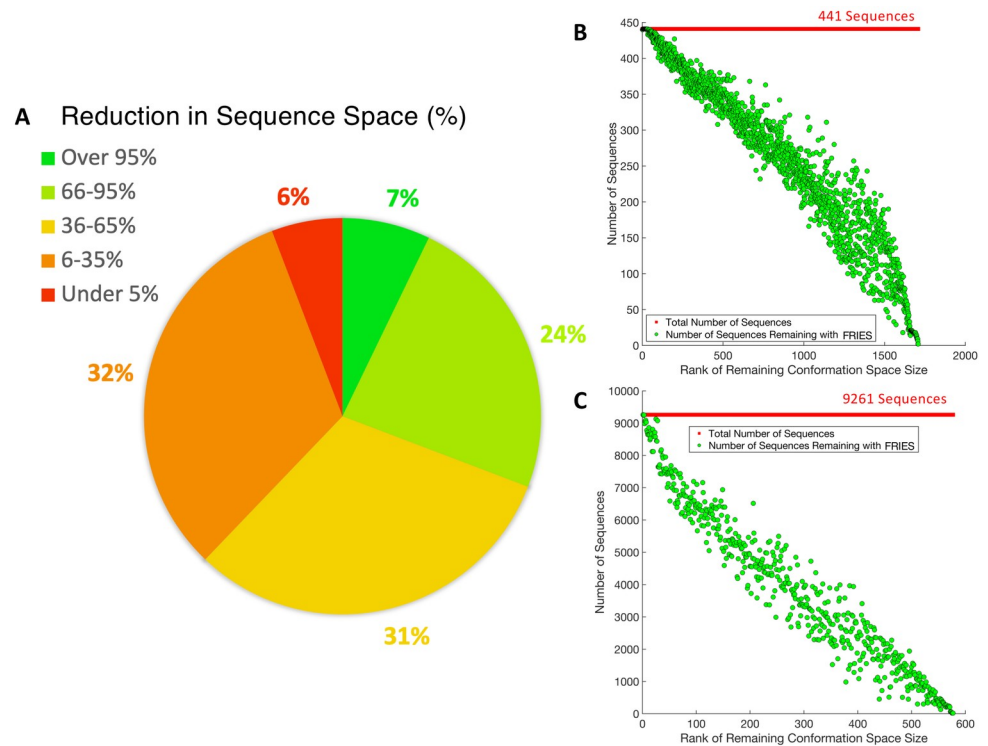 A Reduction in Sequence Space (%)
Over 95%
66-95%
36-65%
6-35%
Under 5%
6%
7%
24%
32%
31%
B
441 Sequences
450
400
350
300
250
200
150
100
50
0
Number of Sequences
Total Number of Sequences
Number of Sequences Remaining with FRIES
0 500 1000 1500 2000
Rank of Remaining Conformation Space Size
C
9261 Sequences
10000
9000
8000
7000
6000
5000
4000
3000
2000
1000
0
Number of Sequences
Total Number of Sequences
Number of Sequences Remaining with FRIES
0 100 200 300 400 500 600
Rank of Remaining Conformation Space Size